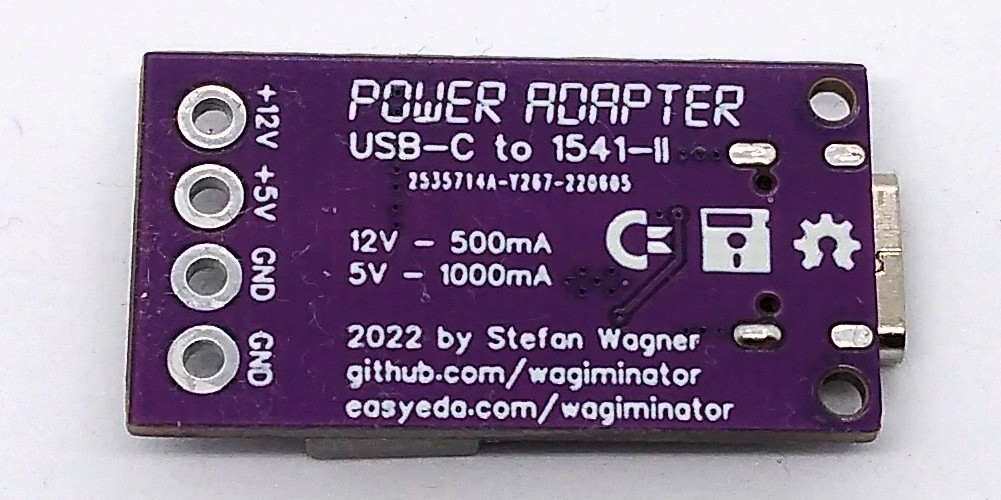 POWER ADAPTER
USB-C to 1541-II
2535714A-Y267-220605
12V - 500mA
5V - 1000mA
2022 by Stefan Wagner
github.com/wagiminator
easyeda.com/wagiminator
+12V
+5V
GND
GND